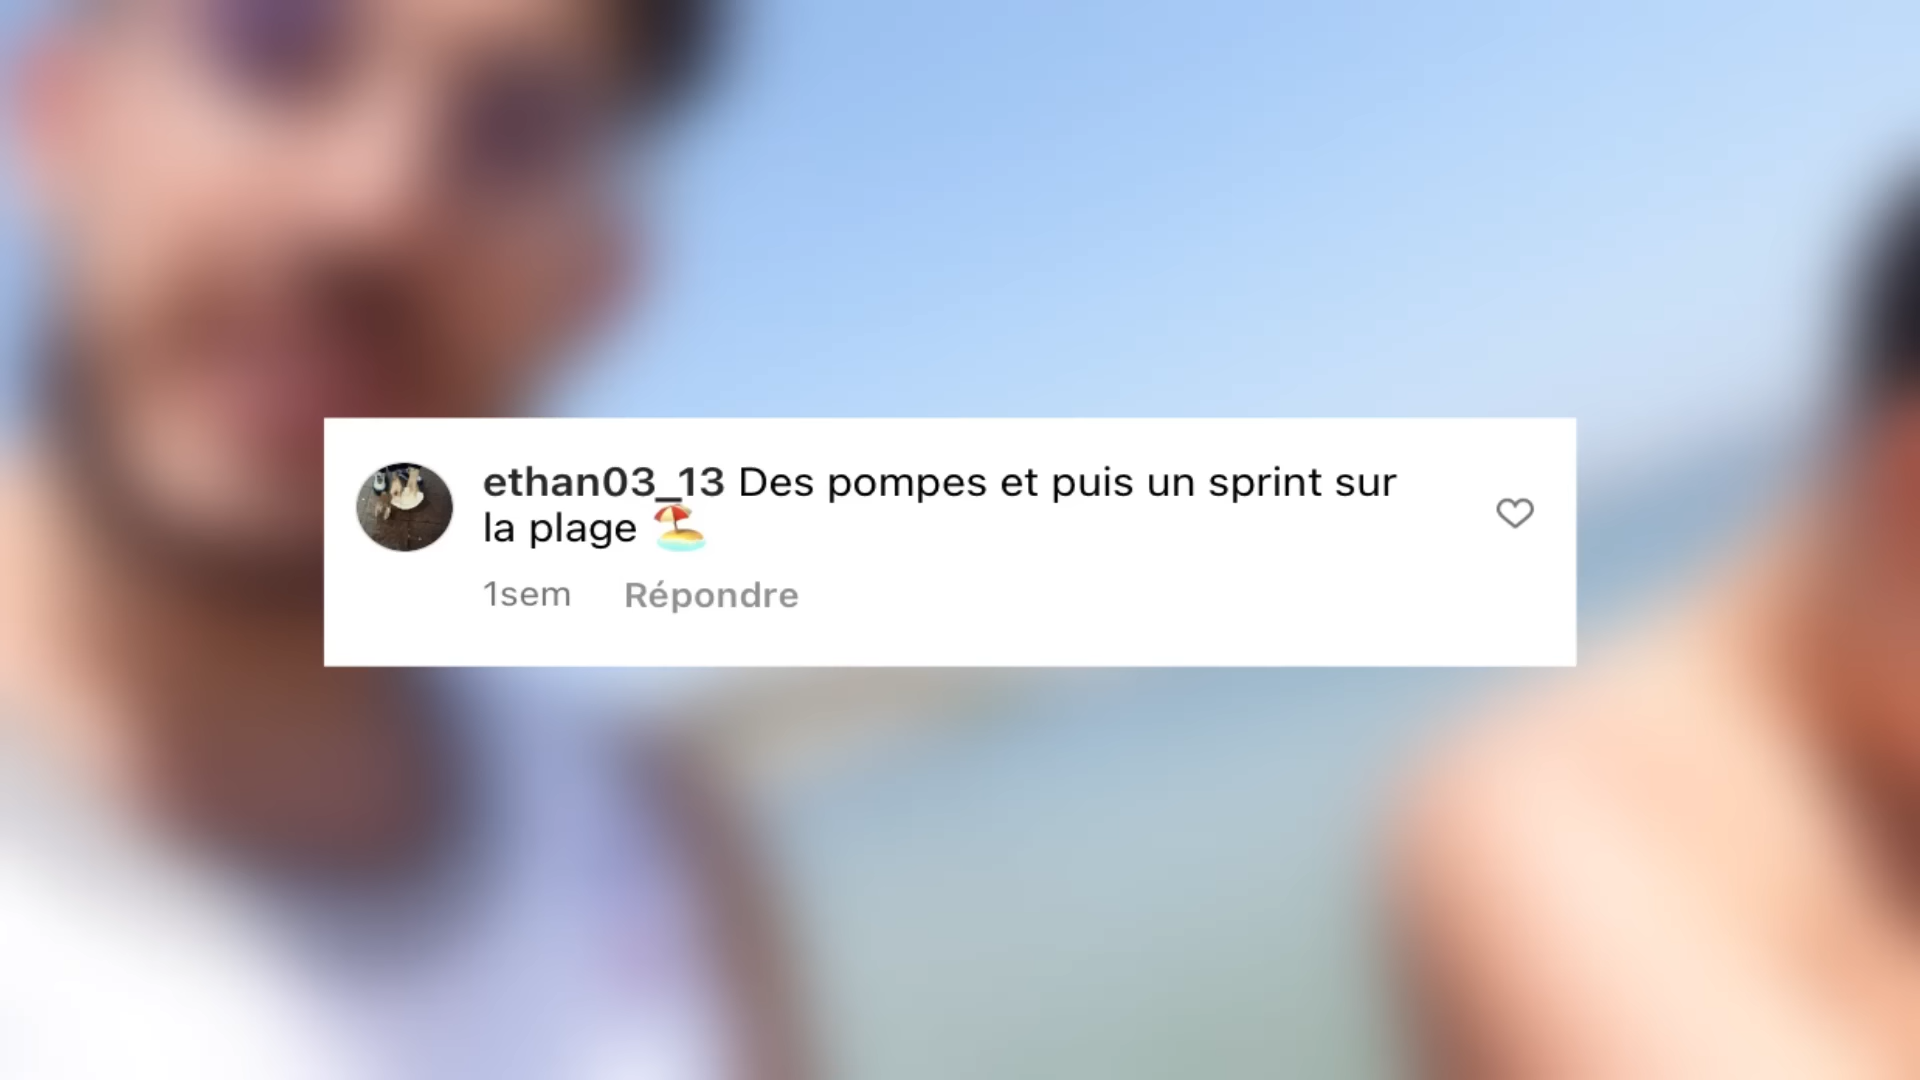 ethan03_13 Des pompes et puis un sprint sur
la plage 🏖️
1sem Répondre